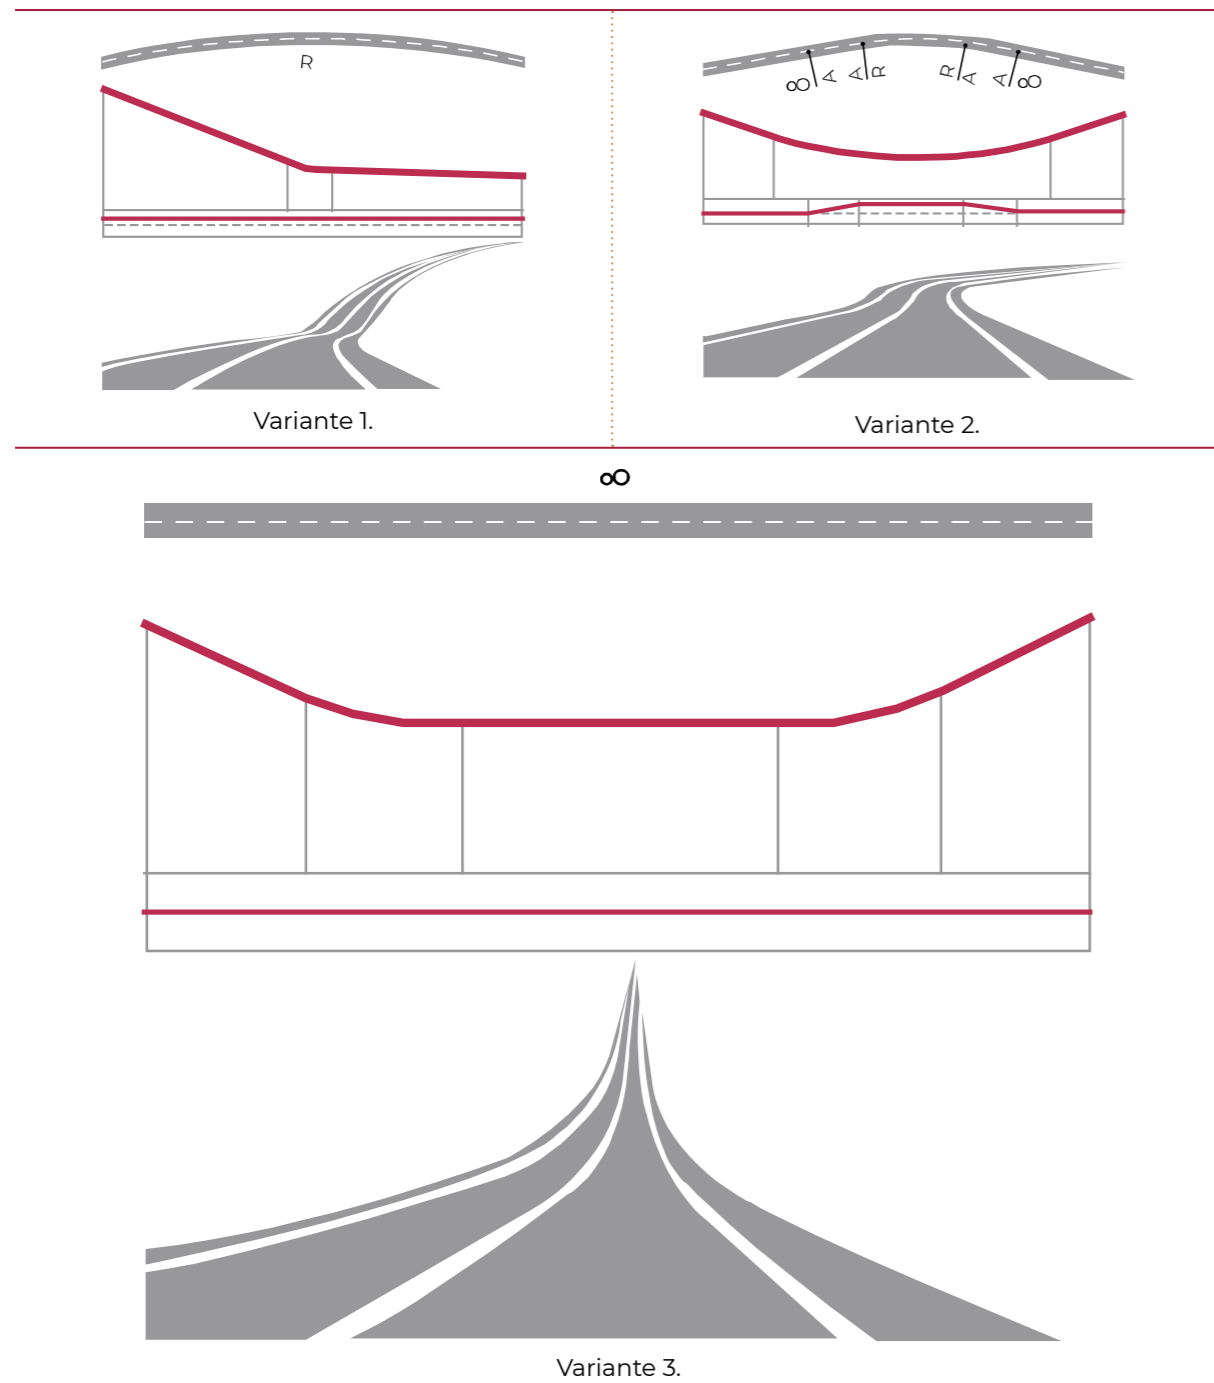 R
∞ A A R R A A ∞
Variante 1.
Variante 2.
∞
Variante 3.